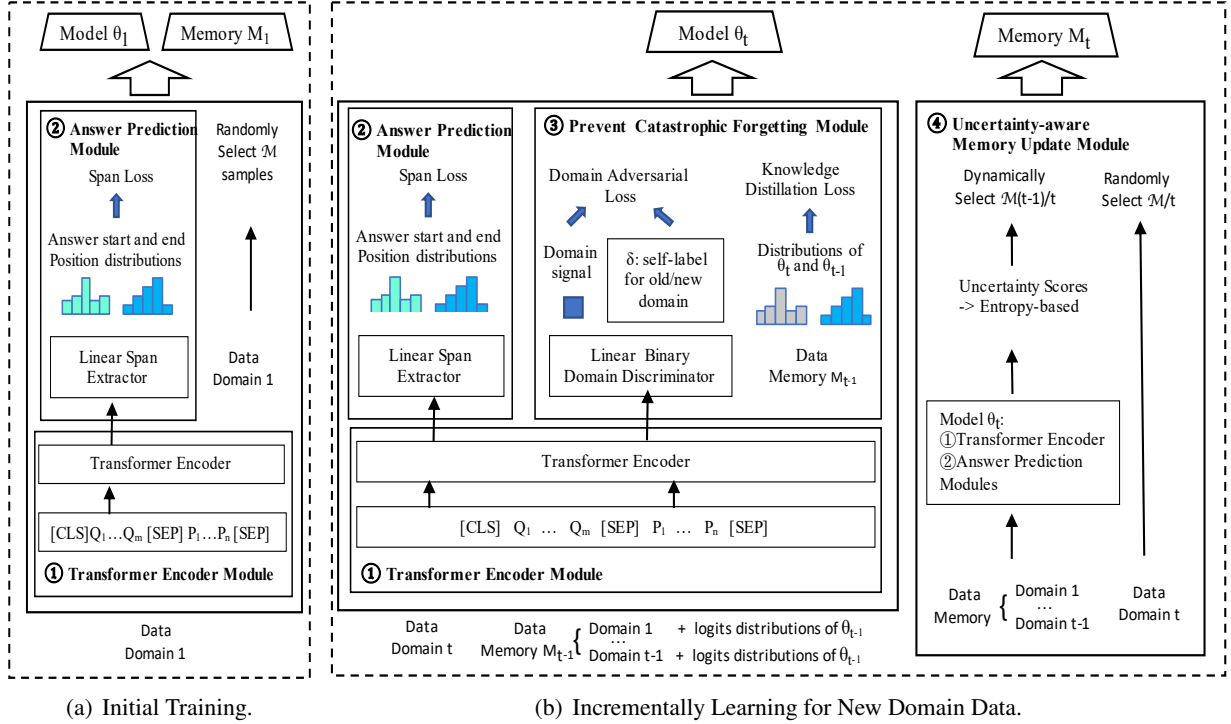 Model θ1
Memory M1
② Answer Prediction
Module
Span Loss
Answer start and end
Position distributions
Linear Span
Extractor
Randomly
Select ℳ
samples
Data
Domain 1
Transformer Encoder
[CLS]Q1…Qm [SEP] P1…Pn [SEP]
① Transformer Encoder Module
Data
Domain 1
(a) Initial Training.
Model θt
② Answer Prediction
Module
Span Loss
Answer start and end
Position distributions
Linear Span
Extractor
③ Prevent Catastrophic Forgetting Module
Domain Adversarial
Loss
Domain
signal
δ: self-label
for old/new
domain
Linear Binary
Domain Discriminator
Knowledge
Distillation Loss
Distributions of
θt and θt-1
Data
Memory Mt-1
Transformer Encoder
[CLS] Q1 … Qm [SEP] P1 … Pn [SEP]
① Transformer Encoder Module
Data
Domain t
Data
Memory Mt-1
{
Domain 1 + logits distributions of θt-1
…
Domain t-1 + logits distributions of θt-1
Memory Mt
④ Uncertainty-aware
Memory Update Module
Dynamically
Select ℳ(t-1)/t
Randomly
Select ℳ/t
Uncertainty Scores
-> Entropy-based
Model θt:
①Transformer Encoder
②Answer Prediction
Modules
Data
Memory
{
Domain 1
…
Domain t-1
Data
Domain t
(b) Incrementally Learning for New Domain Data.